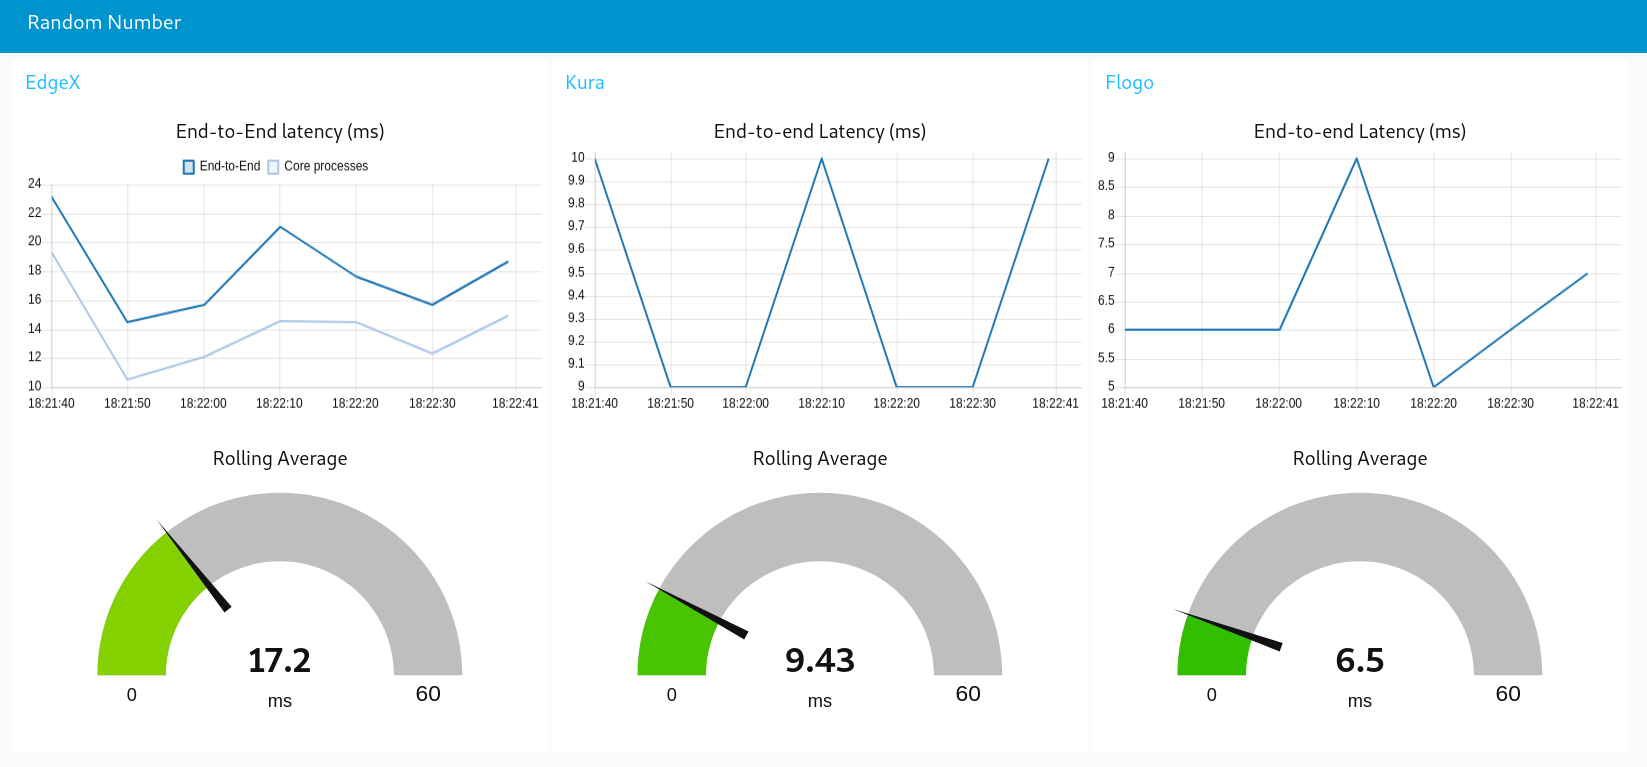 Random Number
EdgeX
End-to-End latency (ms)
End-to-End Core processes
24
22
20
18
16
14
12
10
18:21:40 18:21:50 18:22:00 18:22:10 18:22:20 18:22:30 18:22:41
Rolling Average
17.2
0 60
ms
Kura
End-to-end Latency (ms)
10
9.9
9.8
9.7
9.6
9.5
9.4
9.3
9.2
9.1
9
18:21:40 18:21:50 18:22:00 18:22:10 18:22:20 18:22:30 18:22:41
Rolling Average
9.43
0 60
ms
Flogo
End-to-end Latency (ms)
9
8.5
8
7.5
7
6.5
6
5.5
5
18:21:40 18:21:50 18:22:00 18:22:10 18:22:20 18:22:30 18:22:41
Rolling Average
6.5
0 60
ms